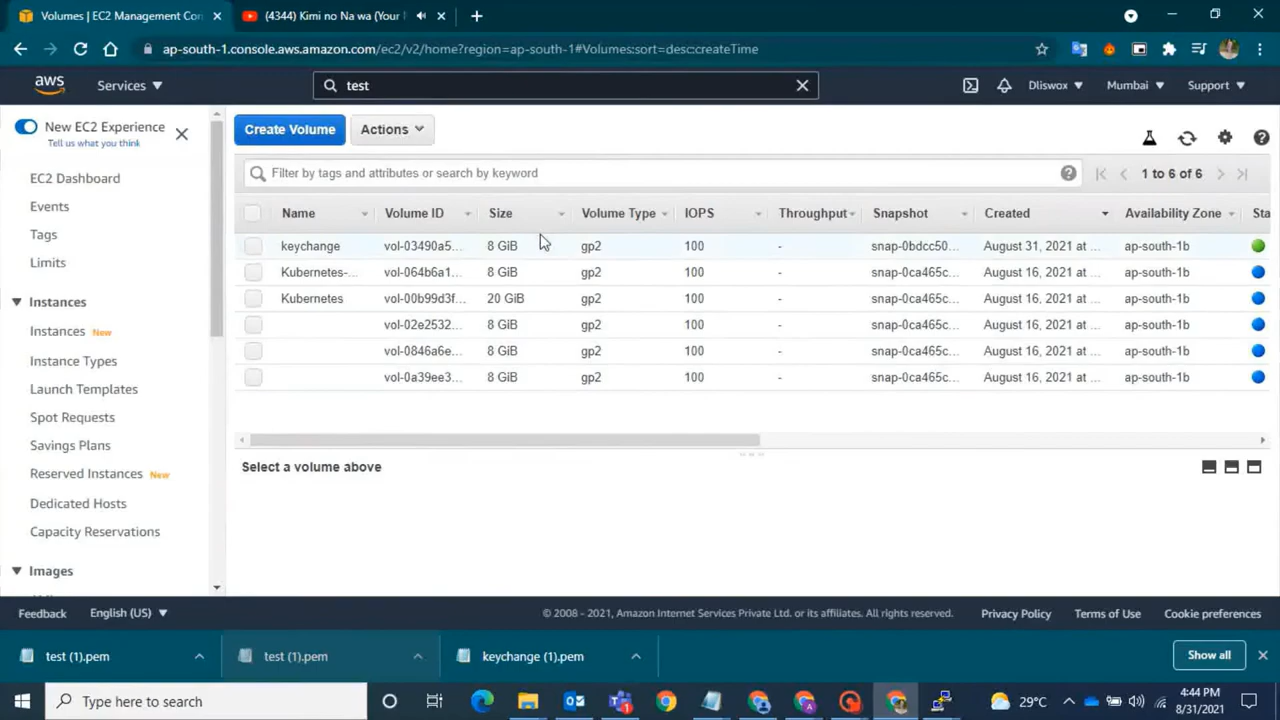 Volumes | EC2 Management Con
(4344) Kimi no Na wa (Your
ap-south-1.console.aws.amazon.com/ec2/v2/home?region=ap-south-1#Volumes:sort=desc:createTime
aws Services test Dliswox Mumbai Support
New EC2 Experience
Tell us what you think
EC2 Dashboard
Events
Tags
Limits
Instances
Instances New
Instance Types
Launch Templates
Spot Requests
Savings Plans
Reserved Instances New
Dedicated Hosts
Capacity Reservations
Images
Create Volume Actions
Filter by tags and attributes or search by keyword 1 to 6 of 6
Name Volume ID Size Volume Type IOPS Throughput Snapshot Created Availability Zone Sta
keychange vol-03490a5... 8 GiB gp2 100 - snap-0bdcc50... August 31, 2021 at ... ap-south-1b
Kubernetes-... vol-064b6a1... 8 GiB gp2 100 - snap-0ca465c... August 16, 2021 at ... ap-south-1b
Kubernetes vol-00b99d3f... 20 GiB gp2 100 - snap-0ca465c... August 16, 2021 at ... ap-south-1b
vol-02e2532... 8 GiB gp2 100 - snap-0ca465c... August 16, 2021 at ... ap-south-1b
vol-0846a6e... 8 GiB gp2 100 - snap-0ca465c... August 16, 2021 at ... ap-south-1b
vol-0a39ee3... 8 GiB gp2 100 - snap-0ca465c... August 16, 2021 at ... ap-south-1b
Select a volume above
Feedback English (US) © 2008 - 2021, Amazon Internet Services Private Ltd. or its affiliates. All rights reserved. Privacy Policy Terms of Use Cookie preferences
test (1).pem test (1).pem keychange (1).pem Show all
Type here to search 29°C
4:44 PM
8/31/2021